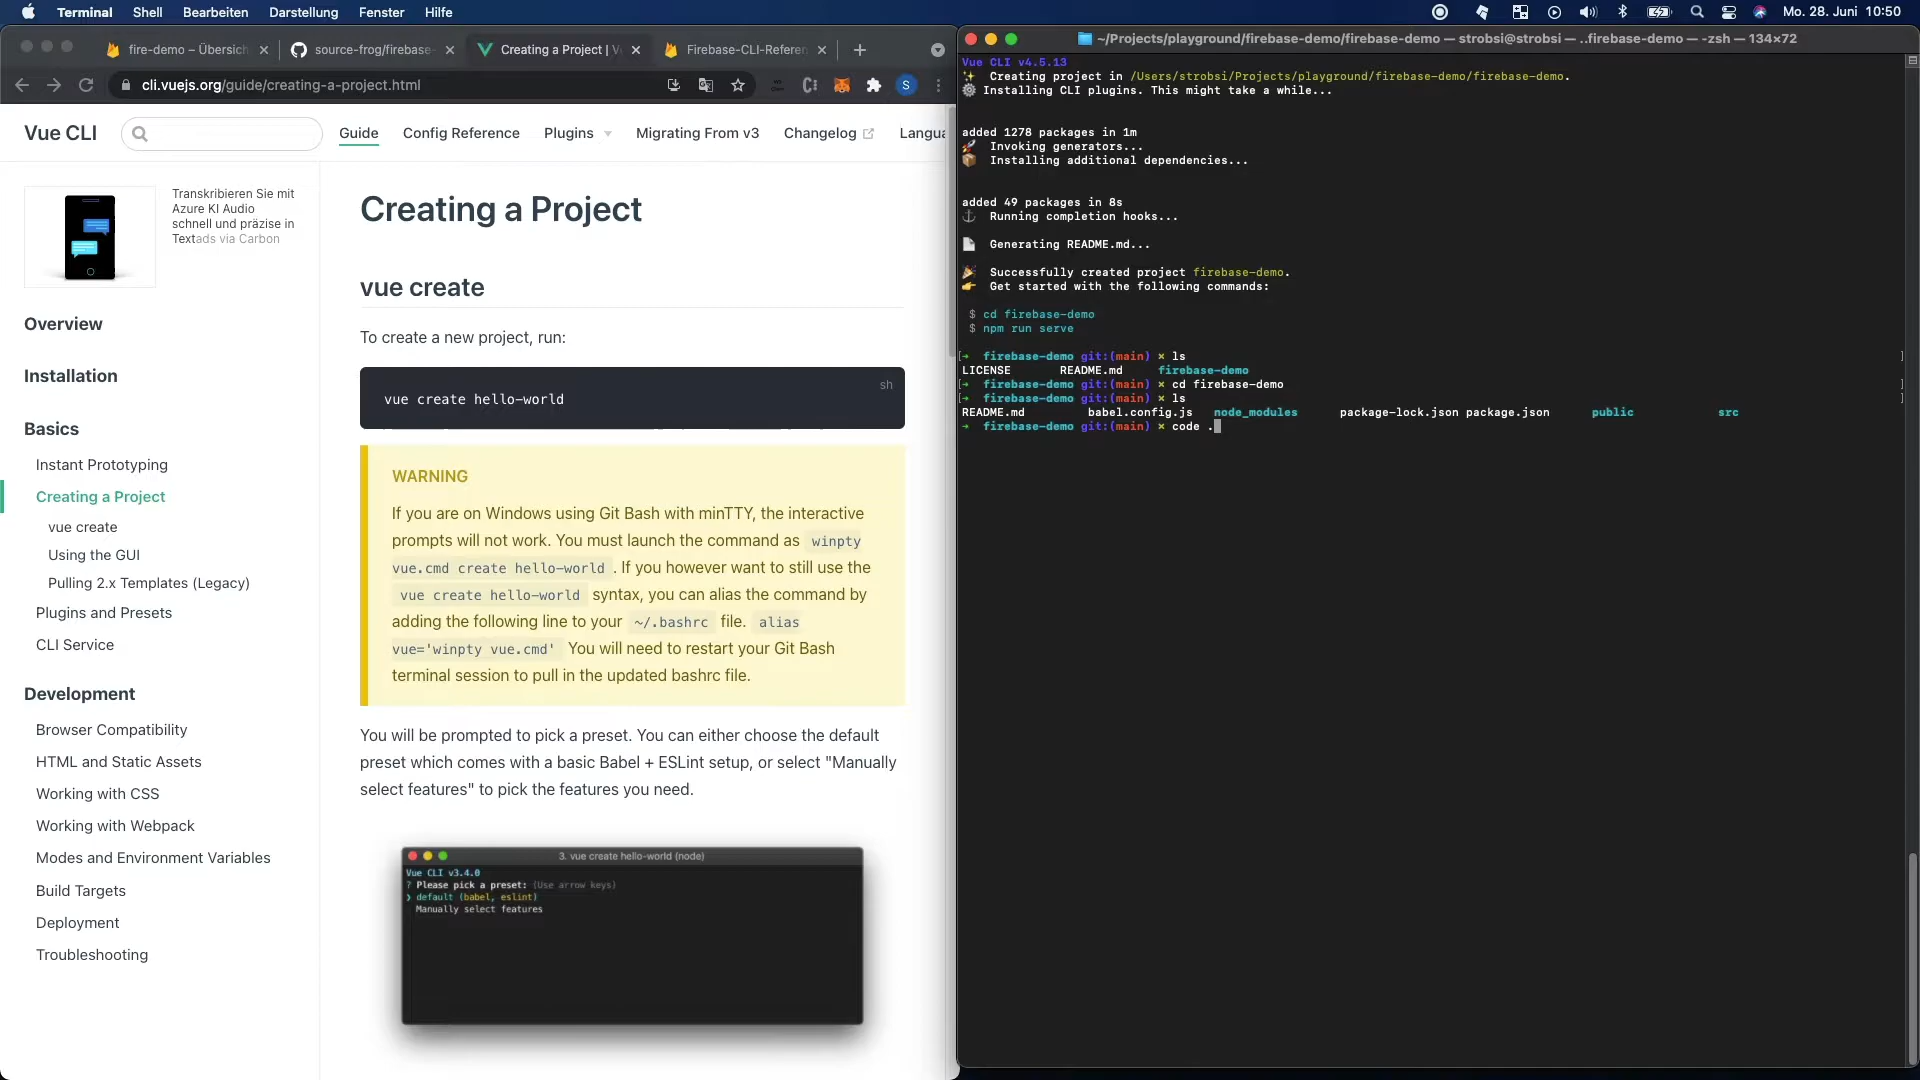 Terminal Shell Bearbeiten Darstellung Fenster Hilfe
Mo. 28. Juni 10:50
fire-demo – Übersich
source-frog/firebase-
Creating a Project | V
Firebase-CLI-Referen
cli.vuejs.org/guide/creating-a-project.html
S
Vue CLI
Guide
Config Reference
Plugins
Migrating From v3
Changelog
Langua
Transkribieren Sie mit
Azure KI Audio
schnell und präzise in
Textads via Carbon
Overview
Installation
Basics
Instant Prototyping
Creating a Project
vue create
Using the GUI
Pulling 2.x Templates (Legacy)
Plugins and Presets
CLI Service
Development
Browser Compatibility
HTML and Static Assets
Working with CSS
Working with Webpack
Modes and Environment Variables
Build Targets
Deployment
Troubleshooting
Creating a Project
vue create
To create a new project, run:
sh
vue create hello-world
WARNING
If you are on Windows using Git Bash with minTTY, the interactive
prompts will not work. You must launch the command as winpty
vue.cmd create hello-world . If you however want to still use the
vue create hello-world syntax, you can alias the command by
adding the following line to your ~/.bashrc file. alias
vue='winpty vue.cmd' You will need to restart your Git Bash
terminal session to pull in the updated bashrc file.
You will be prompted to pick a preset. You can either choose the default
preset which comes with a basic Babel + ESLint setup, or select "Manually
select features" to pick the features you need.
3. vue create hello-world (node)
Vue CLI v3.4.0
? Please pick a preset: (Use arrow keys)
❯ default (babel, eslint)
Manually select features
~/Projects/playground/firebase-demo/firebase-demo — strobsi@strobsi — ..firebase-demo — -zsh — 134×72
Vue CLI v4.5.13
✨ Creating project in /Users/strobsi/Projects/playground/firebase-demo/firebase-demo.
⚙ Installing CLI plugins. This might take a while...
added 1278 packages in 1m
🚀 Invoking generators...
📦 Installing additional dependencies...
added 49 packages in 8s
⚓ Running completion hooks...
📄 Generating README.md...
🎉 Successfully created project firebase-demo.
👉 Get started with the following commands:
$ cd firebase-demo
$ npm run serve
[➜ firebase-demo git:(main) × ls ]
LICENSE README.md firebase-demo
[➜ firebase-demo git:(main) × cd firebase-demo ]
[➜ firebase-demo git:(main) × ls ]
README.md babel.config.js node_modules package-lock.json package.json public src
➜ firebase-demo git:(main) × code .